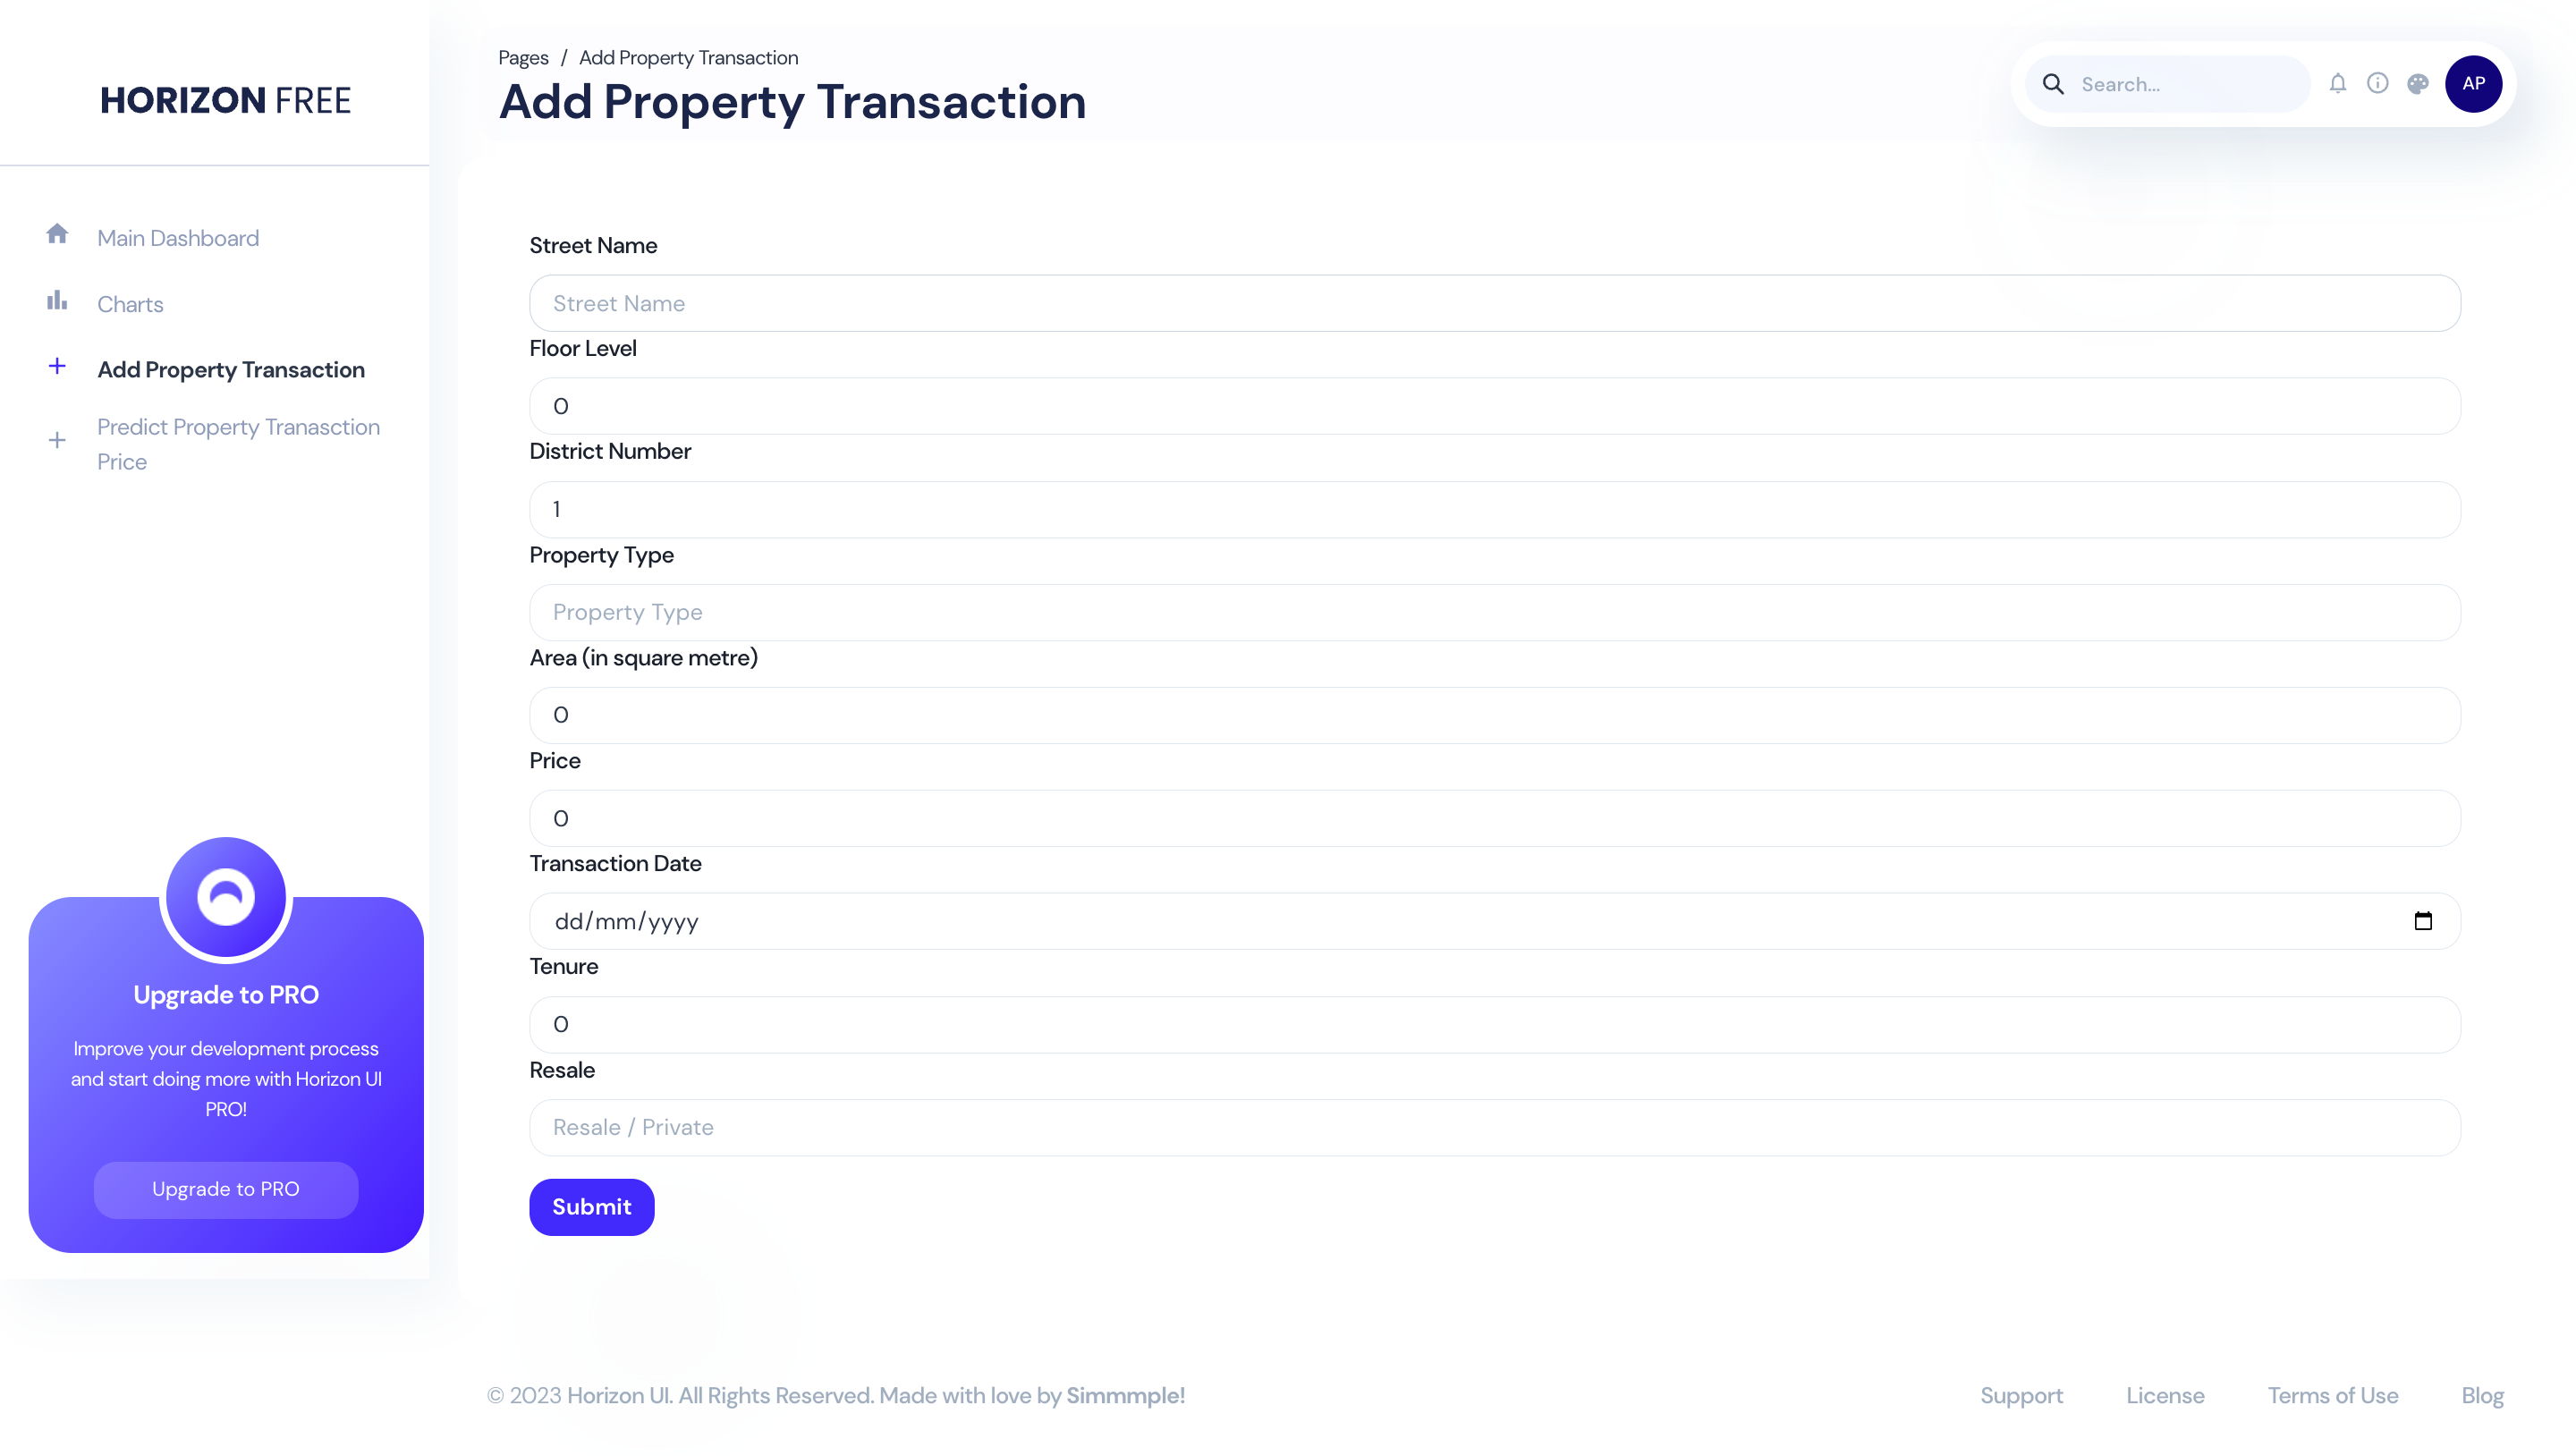 HORIZON FREE
Main Dashboard
Charts
Add Property Transaction
Predict Property Tranasction
Price
Upgrade to PRO
Improve your development process
and start doing more with Horizon UI
PRO!
Upgrade to PRO
Pages / Add Property Transaction
Add Property Transaction
Search...
AP
Street Name
Street Name
Floor Level
0
District Number
1
Property Type
Property Type
Area (in square metre)
0
Price
0
Transaction Date
dd/mm/yyyy
Tenure
0
Resale
Resale / Private
Submit
© 2023 Horizon UI. All Rights Reserved. Made with love by Simmmple!
Support License Terms of Use Blog